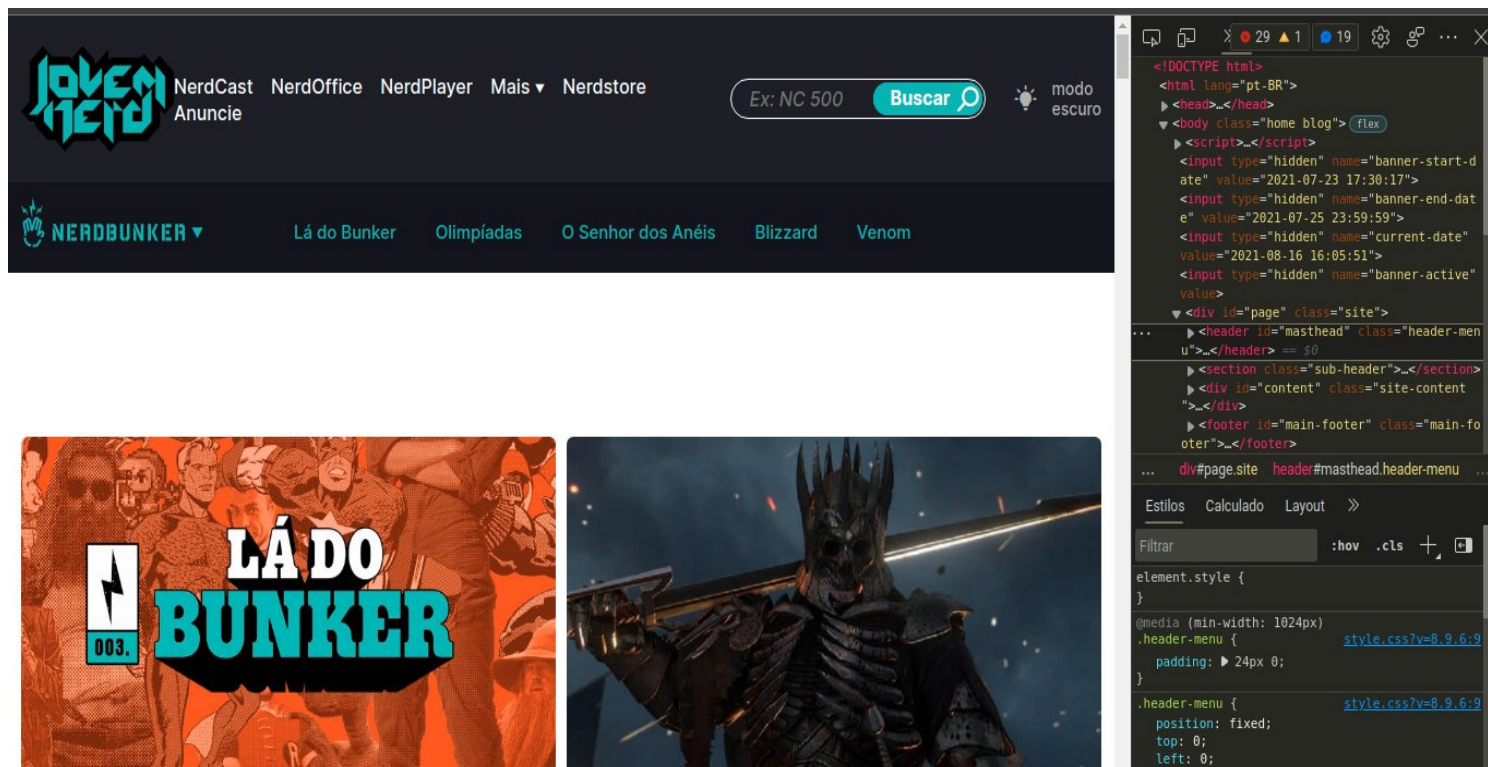 JOVEM
NERD
NerdCast NerdOffice NerdPlayer Mais ▾ Nerdstore
Anuncie
Ex: NC 500
Buscar
modo
escuro
NERDBUNKER ▾
Lá do Bunker Olimpíadas O Senhor dos Anéis Blizzard Venom
LÁ DO
BUNKER
003.
29 1 19
<!DOCTYPE html>
<html lang="pt-BR">
▶<head>…</head>
▼<body class="home blog"> flex
▶<script>…</script>
<input type="hidden" name="banner-start-d
ate" value="2021-07-23 17:30:17">
<input type="hidden" name="banner-end-dat
e" value="2021-07-25 23:59:59">
<input type="hidden" name="current-date"
value="2021-08-16 16:05:51">
<input type="hidden" name="banner-active"
value>
▼<div id="page" class="site">
... ▶<header id="masthead" class="header-men
u">…</header> == $0
▶<section class="sub-header">…</section>
▶<div id="content" class="site-content
">…</div>
▶<footer id="main-footer" class="main-fo
oter">…</footer>
... div#page.site header#masthead.header-menu ...
Estilos Calculado Layout
Filtrar :hov .cls
element.style {
}
@media (min-width: 1024px)
.header-menu { style.css?v=8.9.6:9
padding: ▶ 24px 0;
}
.header-menu { style.css?v=8.9.6:9
position: fixed;
top: 0;
left: 0;